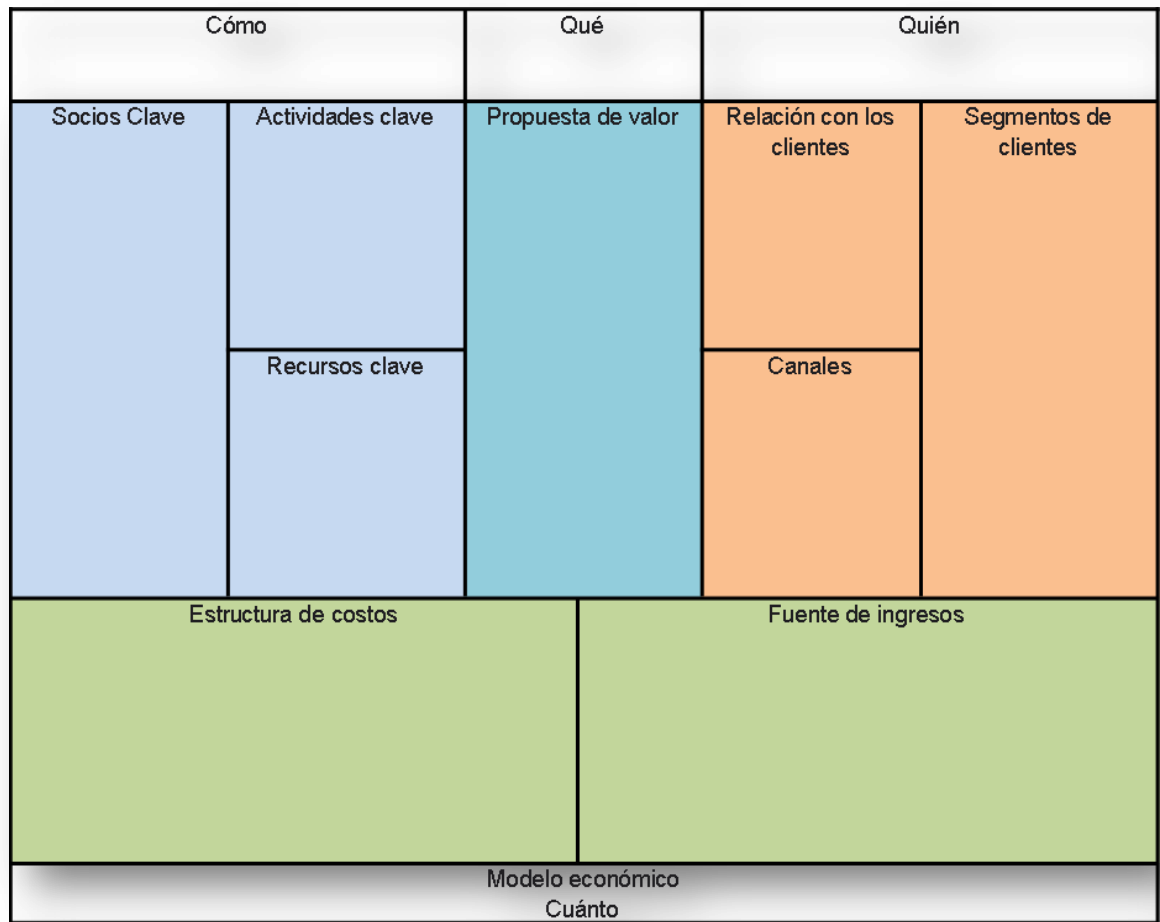 Cómo
Qué
Quién
Socios Clave
Actividades clave
Propuesta de valor
Relación con los
clientes
Segmentos de
clientes
Recursos clave
Canales
Estructura de costos
Fuente de ingresos
Modelo económico
Cuánto